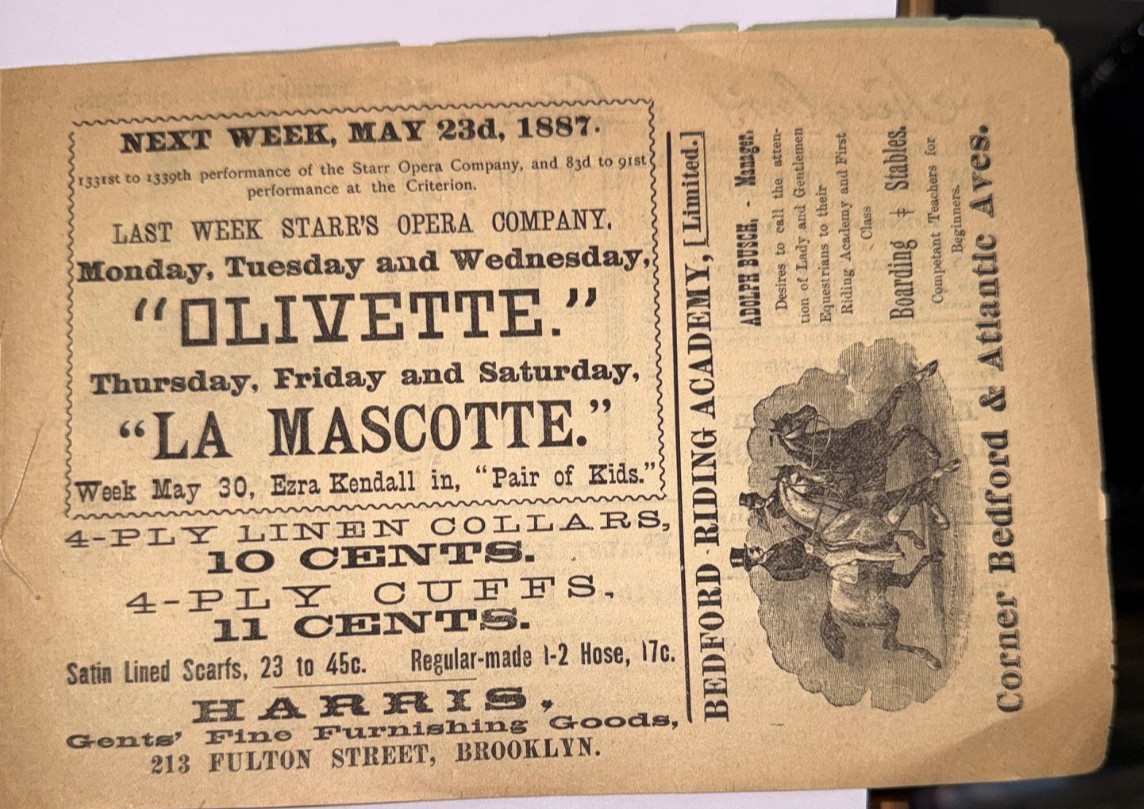 NEXT WEEK, MAY 23d, 1887.
1331st to 1339th performance of the Starr Opera Company, and 83d to 91st
performance at the Criterion.
LAST WEEK STARR'S OPERA COMPANY.
Monday, Tuesday and Wednesday,
"OLIVETTE."
Thursday, Friday and Saturday,
"LA MASCOTTE."
Week May 30, Ezra Kendall in, "Pair of Kids."
4-PLY LINEN COLLARS,
10 CENTS.
4-PLY CUFFS,
11 CENTS.
Satin Lined Scarfs, 23 to 45c. Regular-made 1-2 Hose, 17c.
HARRIS,
Gents' Fine Furnishing Goods,
213 FULTON STREET, BROOKLYN.
BEDFORD RIDING ACADEMY, [Limited.]
ADOLPH BUSCH, - Manager.
Desires to call the atten-
tion of Lady and Gentlemen
Equestrians to their
Riding Academy and First
Class
Boarding ‡ Stables.
Competent Teachers for
Beginners.
Corner Bedford & Atlantic Aves.